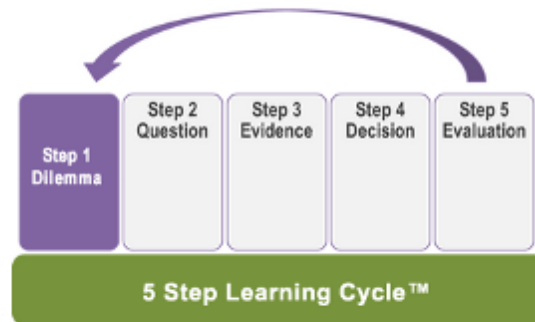 Step 1
Dilemma
Step 2
Question
Step 3
Evidence
Step 4
Decision
Step 5
Evaluation
5 Step Learning Cycle™